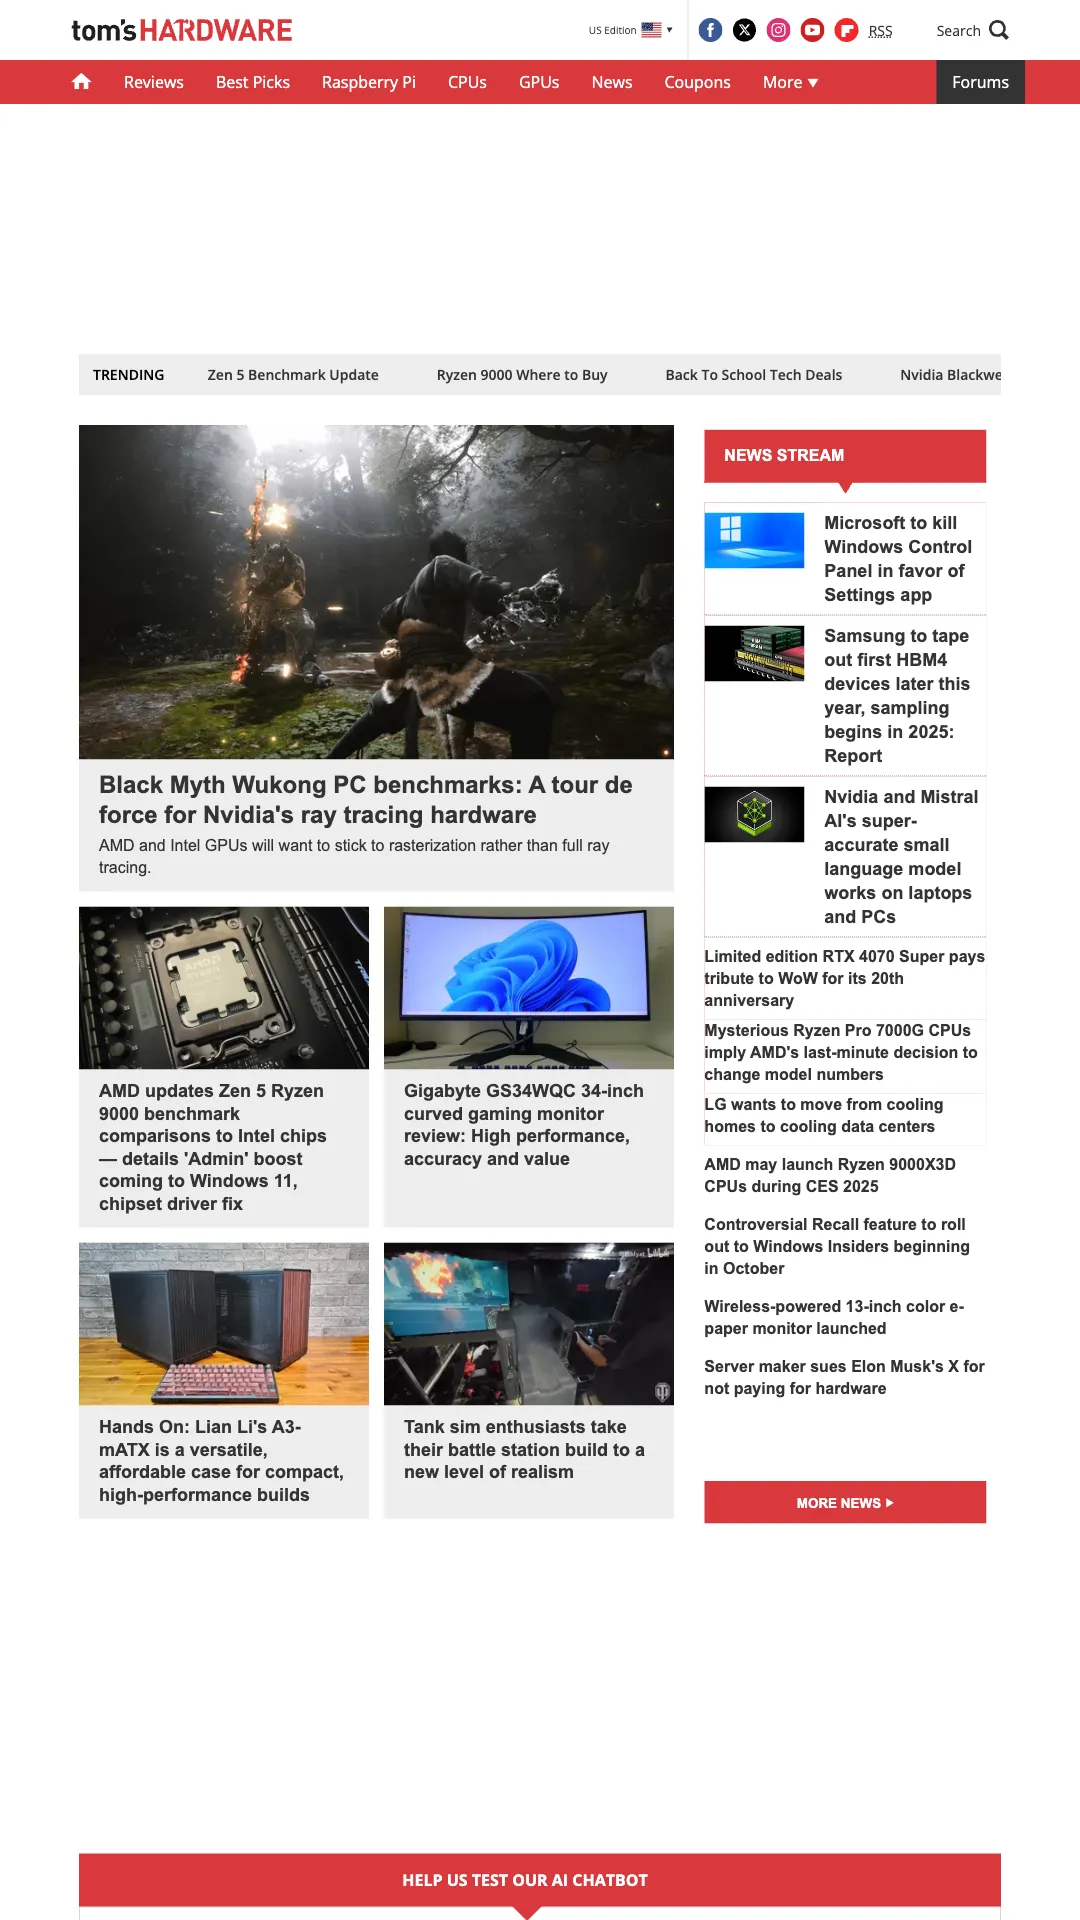 tom's HARDWARE
US Edition
RSS
Search
Reviews
Best Picks
Raspberry Pi
CPUs
GPUs
News
Coupons
More ▼
Forums
TRENDING
Zen 5 Benchmark Update
Ryzen 9000 Where to Buy
Back To School Tech Deals
Nvidia Blackwe
Black Myth Wukong PC benchmarks: A tour de
force for Nvidia's ray tracing hardware
AMD and Intel GPUs will want to stick to rasterization rather than full ray
tracing.
AMD updates Zen 5 Ryzen
9000 benchmark
comparisons to Intel chips
— details 'Admin' boost
coming to Windows 11,
chipset driver fix
Gigabyte GS34WQC 34-inch
curved gaming monitor
review: High performance,
accuracy and value
Hands On: Lian Li's A3-
mATX is a versatile,
affordable case for compact,
high-performance builds
Tank sim enthusiasts take
their battle station build to a
new level of realism
NEWS STREAM
Microsoft to kill
Windows Control
Panel in favor of
Settings app
Samsung to tape
out first HBM4
devices later this
year, sampling
begins in 2025:
Report
Nvidia and Mistral
AI's super-
accurate small
language model
works on laptops
and PCs
Limited edition RTX 4070 Super pays
tribute to WoW for its 20th
anniversary
Mysterious Ryzen Pro 7000G CPUs
imply AMD's last-minute decision to
change model numbers
LG wants to move from cooling
homes to cooling data centers
AMD may launch Ryzen 9000X3D
CPUs during CES 2025
Controversial Recall feature to roll
out to Windows Insiders beginning
in October
Wireless-powered 13-inch color e-
paper monitor launched
Server maker sues Elon Musk's X for
not paying for hardware
MORE NEWS ▶
HELP US TEST OUR AI CHATBOT